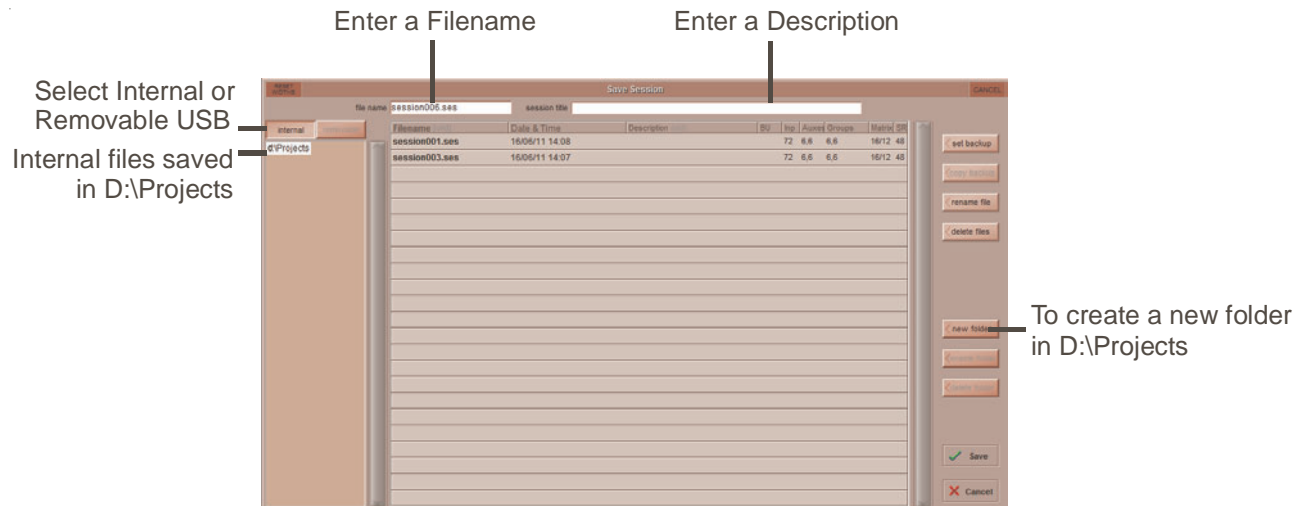 Enter a Filename
Enter a Description
Select Internal or
Removable USB
Internal files saved
in D:\Projects
To create a new folder
in D:\Projects
Save Session
CANCEL
file name session006.ses
session title
internal
d:\Projects
Filename
Date & Time
Description
BU
Inp
Auxes
Groups
Matrix
SR
session001.ses 16/06/11 14:08 72 6,6 6,6 16/12 48
session003.ses 16/06/11 14:07 72 6,6 6,6 16/12 48
set backup
copy backup
rename file
delete files
new folder
Save
Cancel